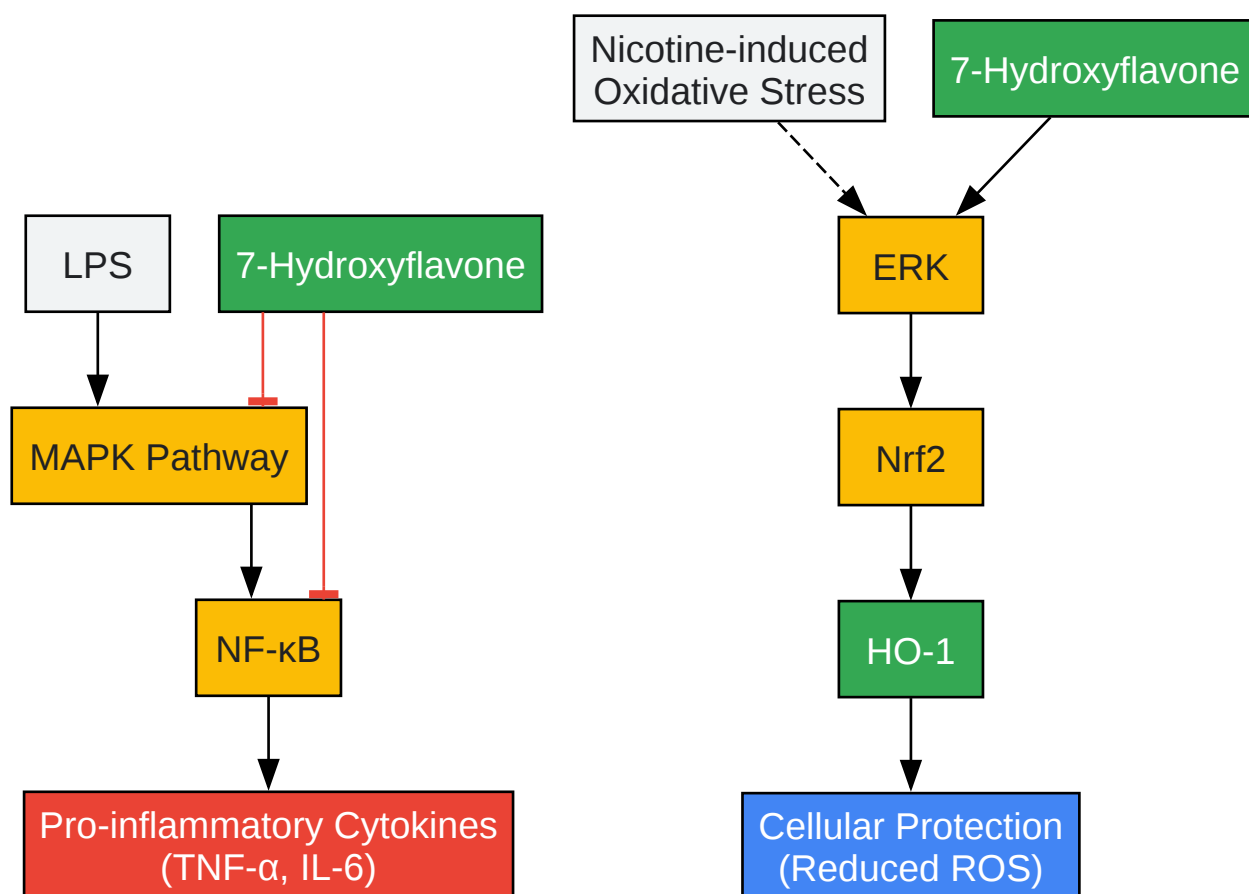 LPS
7-Hydroxyflavone
MAPK Pathway
NF-κB
Pro-inflammatory Cytokines
(TNF-α, IL-6)
Nicotine-induced
Oxidative Stress
7-Hydroxyflavone
ERK
Nrf2
HO-1
Cellular Protection
(Reduced ROS)